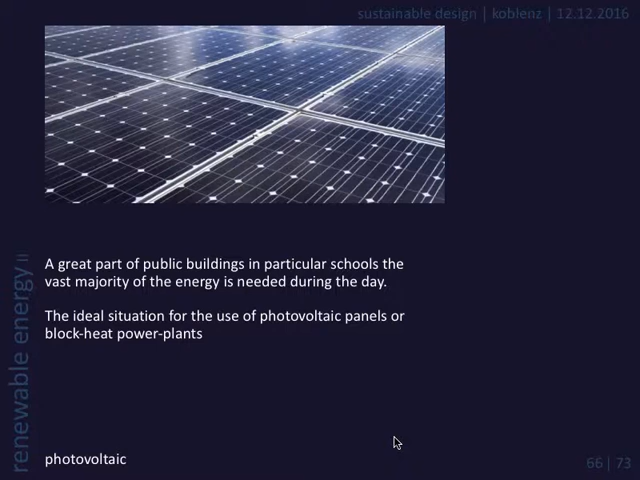 sustainable design | koblenz | 12.12.2016
A great part of public buildings in particular schools the
vast majority of the energy is needed during the day.
The ideal situation for the use of photovoltaic panels or
block-heat power-plants
renewable energy II
photovoltaic
66 | 73